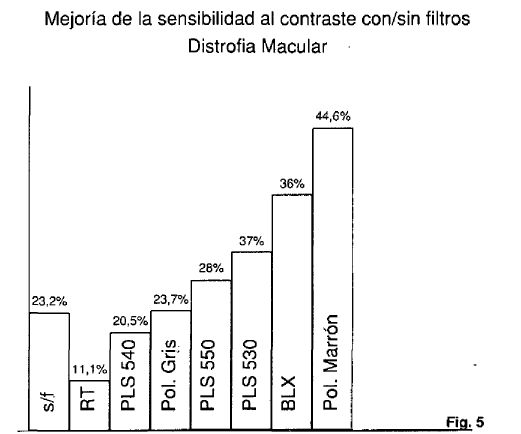 Mejoría de la sensibilidad al contraste con/sin filtros
Distrofia Macular
44,6%
36%
37%
28%
23,7%
23,2%
20,5%
11,1%
s/f
RT
PLS 540
Pol. Gris
PLS 550
PLS 530
BLX
Pol. Marrón
Fig. 5